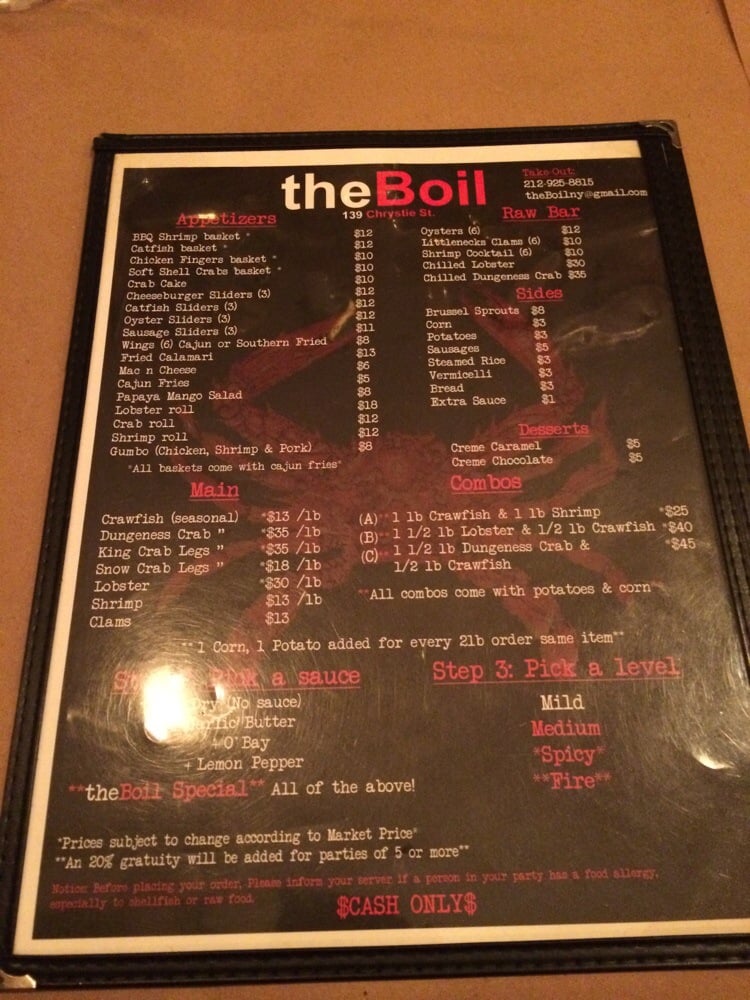 theBoil
139 Chrystie St.
Take-Out:
212-925-8815
theBoilny@gmail.com
Appetizers
BBQ Shrimp basket * $12
Catfish basket * $12
Chicken Fingers basket * $10
Soft Shell Crabs basket * $10
Crab Cake $10
Cheeseburger Sliders (3) $12
Catfish Sliders (3) $12
Oyster Sliders (3) $12
Sausage Sliders (3) $11
Wings (6) Cajun or Southern Fried $8
Fried Calamari $13
Mac n Cheese $6
Cajun Fries $5
Papaya Mango Salad $8
Lobster roll $18
Crab roll $12
Shrimp roll $12
Gumbo (Chicken, Shrimp & Pork) $8
*All baskets come with cajun fries*
Raw Bar
Oysters (6) $12
Littlenecks Clams (6) $10
Shrimp Cocktail (6) $10
Chilled Lobster $30
Chilled Dungeness Crab $35
Sides
Brussel Sprouts $8
Corn $3
Potatoes $3
Sausages $5
Steamed Rice $3
Vermicelli $3
Bread $3
Extra Sauce $1
Desserts
Creme Caramel $5
Creme Chocolate $5
Main
Crawfish (seasonal) *$13 /lb
Dungeness Crab " *$35 /lb
King Crab Legs " *$35 /lb
Snow Crab Legs " *$18 /lb
Lobster *$30 /lb
Shrimp $13 /lb
Clams $13
Combos
(A)**1 lb Crawfish & 1 lb Shrimp *$25
(B)**1 1/2 lb Lobster & 1/2 lb Crawfish *$40
(C)**1 1/2 lb Dungeness Crab & *$45
1/2 lb Crawfish
**All combos come with potatoes & corn
**1 Corn, 1 Potato added for every 2lb order same item**
a sauce
Dry (No sauce)
Butter
O' Bay
+ Lemon Pepper
**theBoil Special** All of the above!
Step 3: Pick a level
Mild
Medium
*Spicy*
**Fire**
*Prices subject to change according to Market Price*
**An 20% gratuity will be added for parties of 5 or more**
Notice: Before placing your order, Please inform your server if a person in your party has a food allergy,
especially to shellfish or raw food.
$CASH ONLY$